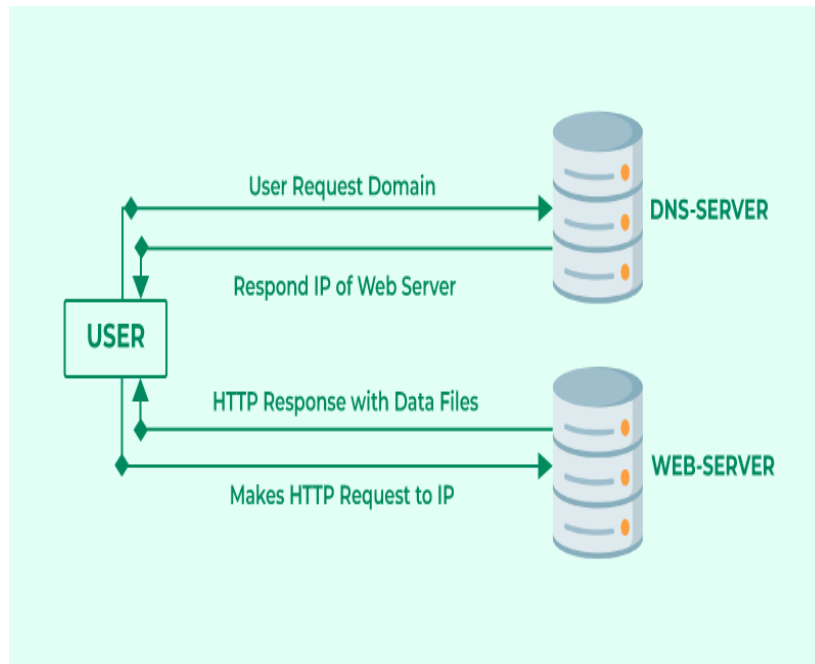 User Request Domain
DNS-SERVER
Respond IP of Web Server
USER
HTTP Response with Data Files
WEB-SERVER
Makes HTTP Request to IP